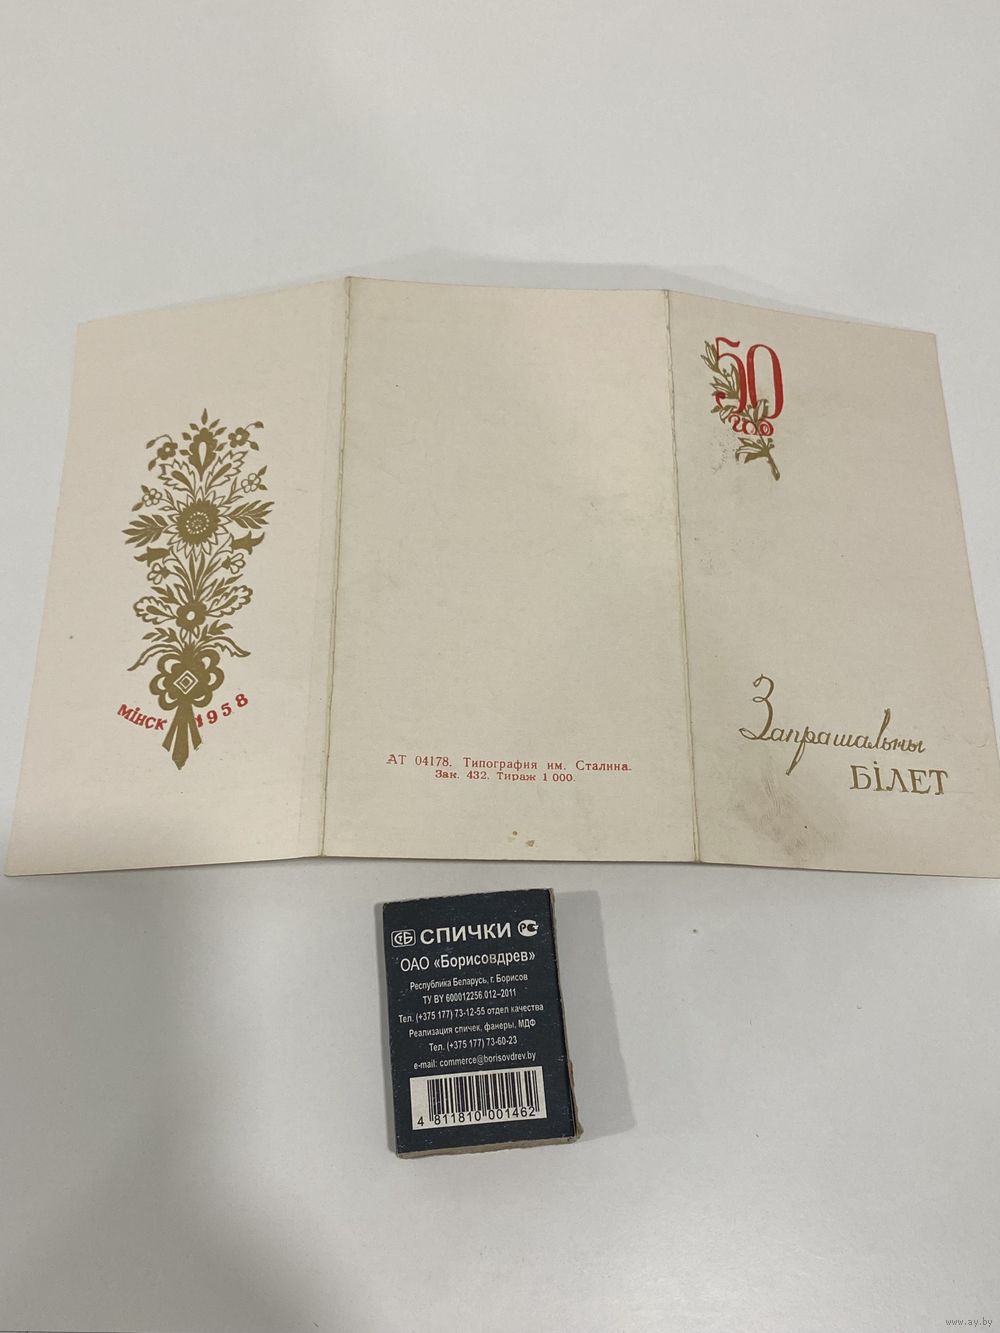 МІНСК 1958
АТ 04178. Типография им. Сталина.
Зак. 432. Тираж 1 000.
50
Запрашальны
БІЛЕТ
СТБ СПИЧКИ РСТ
ОАО «Борисовдрев»
Республика Беларусь, г. Борисов
ТУ BY 600012256.012–2011
Тел. (+375 177) 73-12-55 отдел качества
Реализация спичек, фанеры, МДФ
Тел. (+375 177) 73-60-23
e-mail: commerce@borisovdrev.by
4 811810 001462
www.ay.by